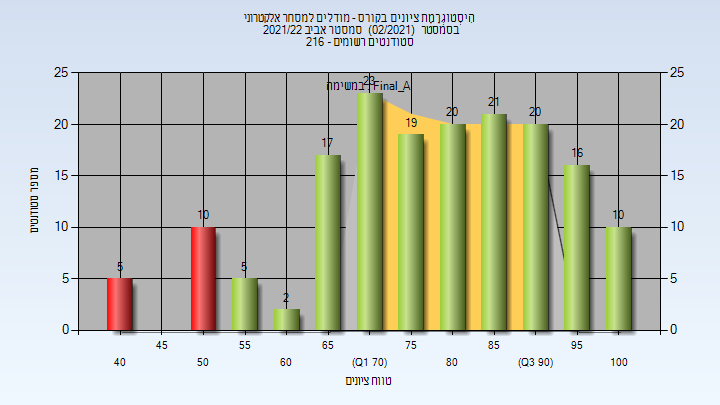 היסטוגרמת ציונים בקורס - מודלים למסחר אלקטרוני
בסמסטר (02/2021) סמסטר אביב 2021/22
סטודנטים רשומים - 216
במשימה : Final_A
מספר סטודנטים
25 20 15 10 5 0
25 20 15 10 5 0
5 10 5 2 17 23 19 20 21 20 16 10
40 45 50 55 60 65 (Q1 70) 75 80 85 (Q3 90) 95 100
טווח ציונים